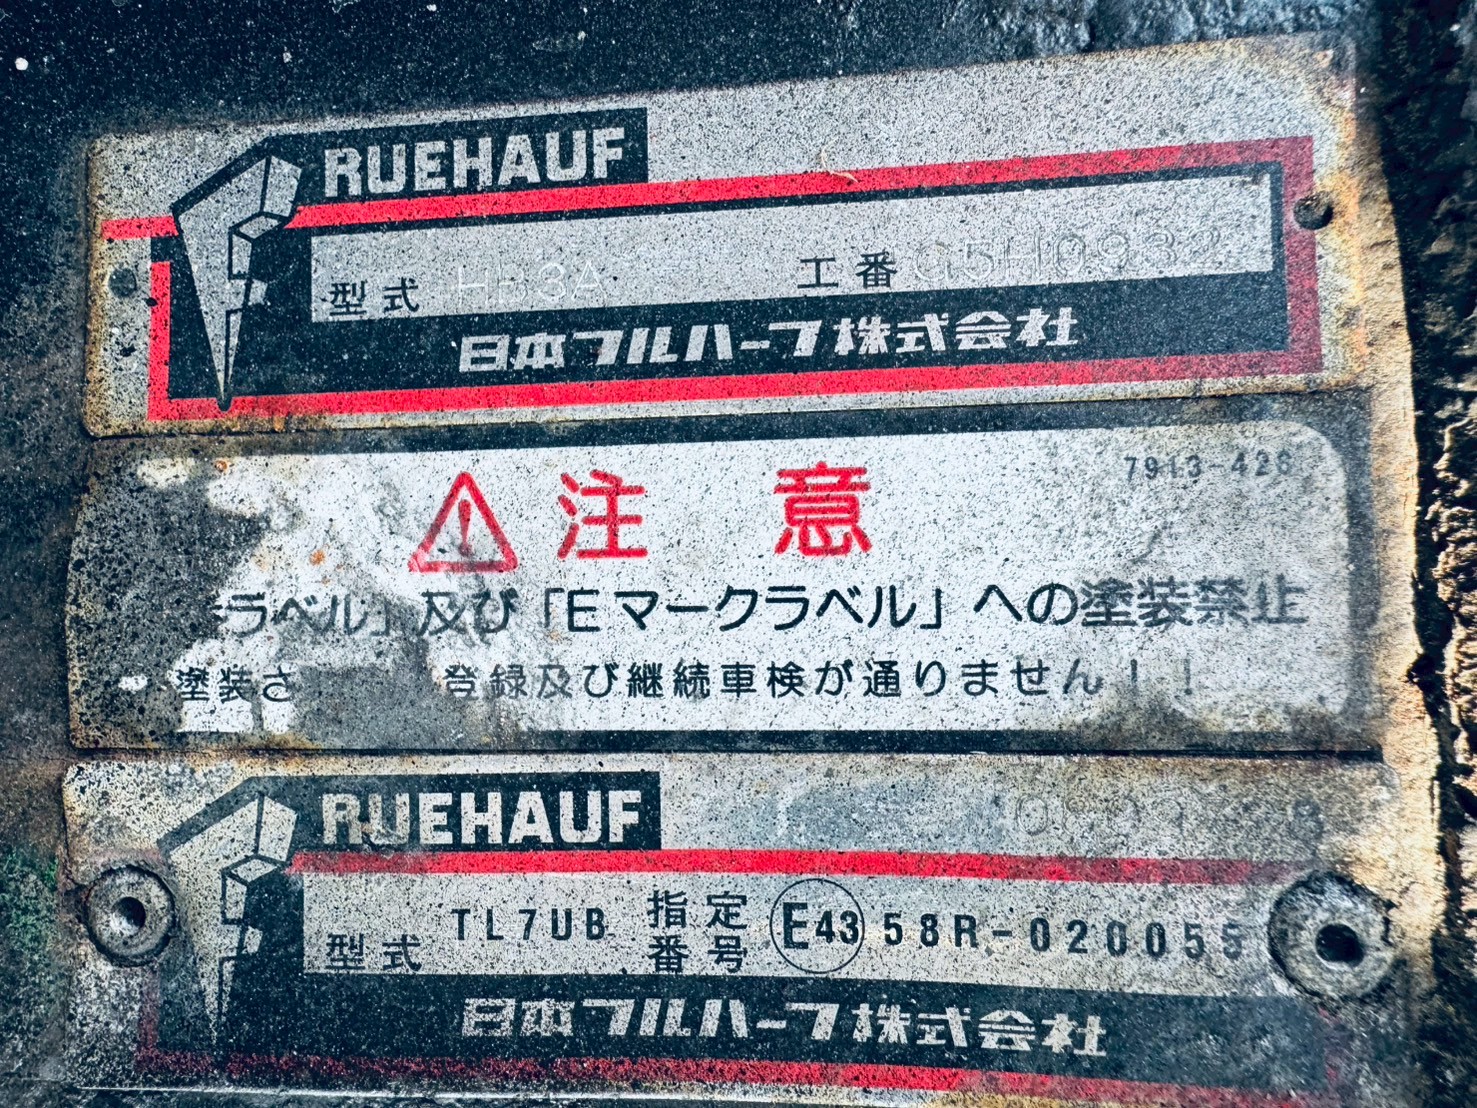 RUEHAUF
型式 工番 G5H10932
日本フルハーフ株式会社
7913-426
注意
ラベル」及び「Eマークラベル」への塗装禁止
塗装さ 登録及び継続車検が通りません!!
RUEHAUF
型式 TL7UB 指定番号 E43 58R-020055
日本フルハーフ株式会社